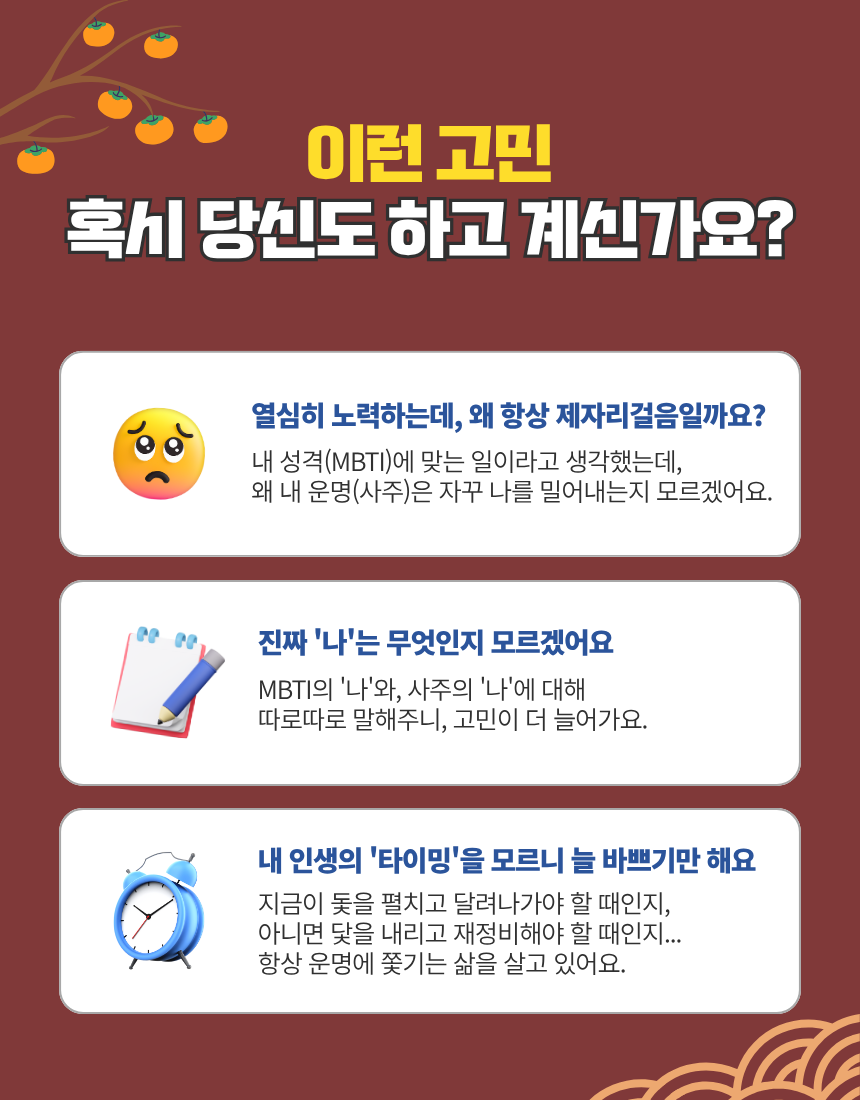 이런 고민
혹시 당신도 하고 계신가요?
열심히 노력하는데, 왜 항상 제자리걸음일까요?
내 성격(MBTI)에 맞는 일이라고 생각했는데,
왜 내 운명(사주)은 자꾸 나를 밀어내는지 모르겠어요.
진짜 '나'는 무엇인지 모르겠어요
MBTI의 '나'와, 사주의 '나'에 대해
따로따로 말해주니, 고민이 더 늘어가요.
내 인생의 '타이밍'을 모르니 늘 바쁘기만 해요
지금이 돛을 펼치고 달려나가야 할 때인지,
아니면 닻을 내리고 재정비해야 할 때인지...
항상 운명에 쫓기는 삶을 살고 있어요.